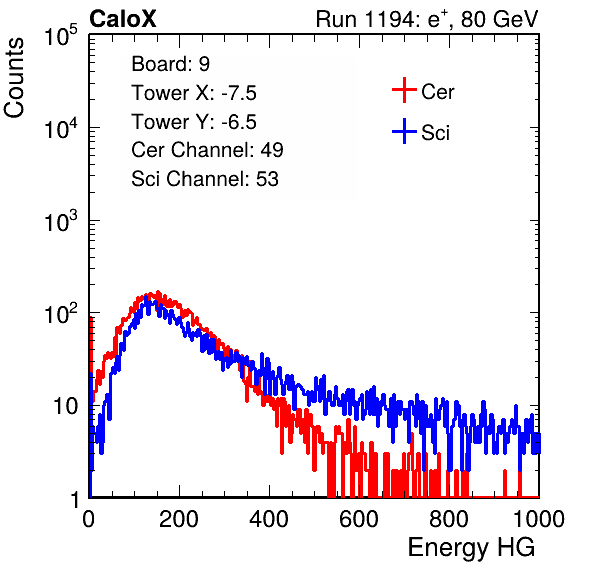 CaloX Run 1194: e⁺, 80 GeV
Counts
Board: 9
Tower X: -7.5
Tower Y: -6.5
Cer Channel: 49
Sci Channel: 53
Cer
Sci
10⁵
10⁴
10³
10²
10
1
0 200 400 600 800 1000
Energy HG